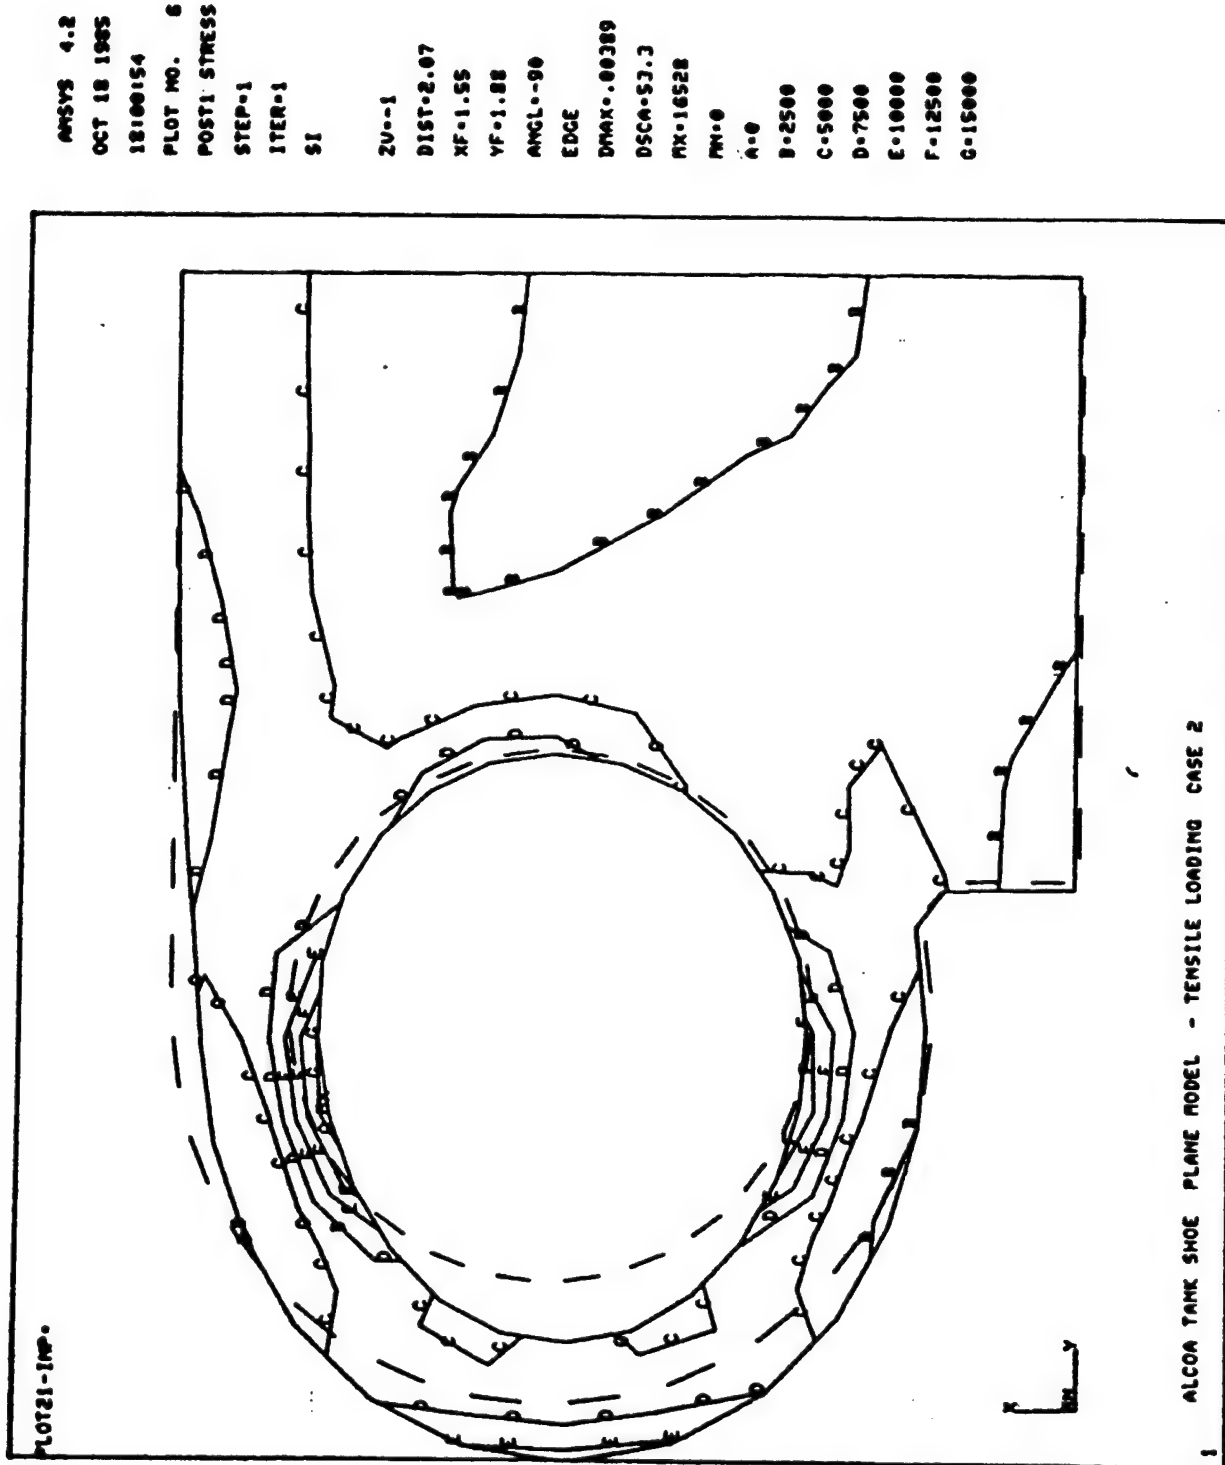 PLOT21-IMP*
ANSYS 4.2
OCT 18 1985
18:00:54
PLOT NO. 6
POST1 STRESS
STEP=1
ITER=1
SI
ZV=-1
DIST=2.07
XF=1.55
YF=1.88
ANGL=-90
EDGE
DMAX=.00389
DSCA=53.3
MX=16528
MN=0
A=0
B=2500
C=5000
D=7500
E=10000
F=12500
G=15000
X
MN
Y
1
ALCOA TANK SHOE PLANE MODEL - TENSILE LOADING CASE 2